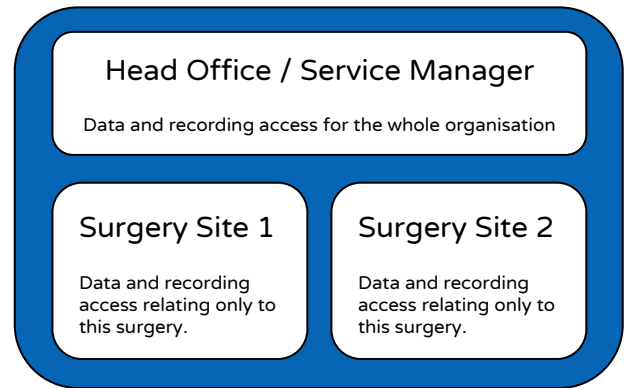 Head Office / Service Manager
Data and recording access for the whole organisation
Surgery Site 1
Data and recording
access relating only to
this surgery.
Surgery Site 2
Data and recording
access relating only to
this surgery.